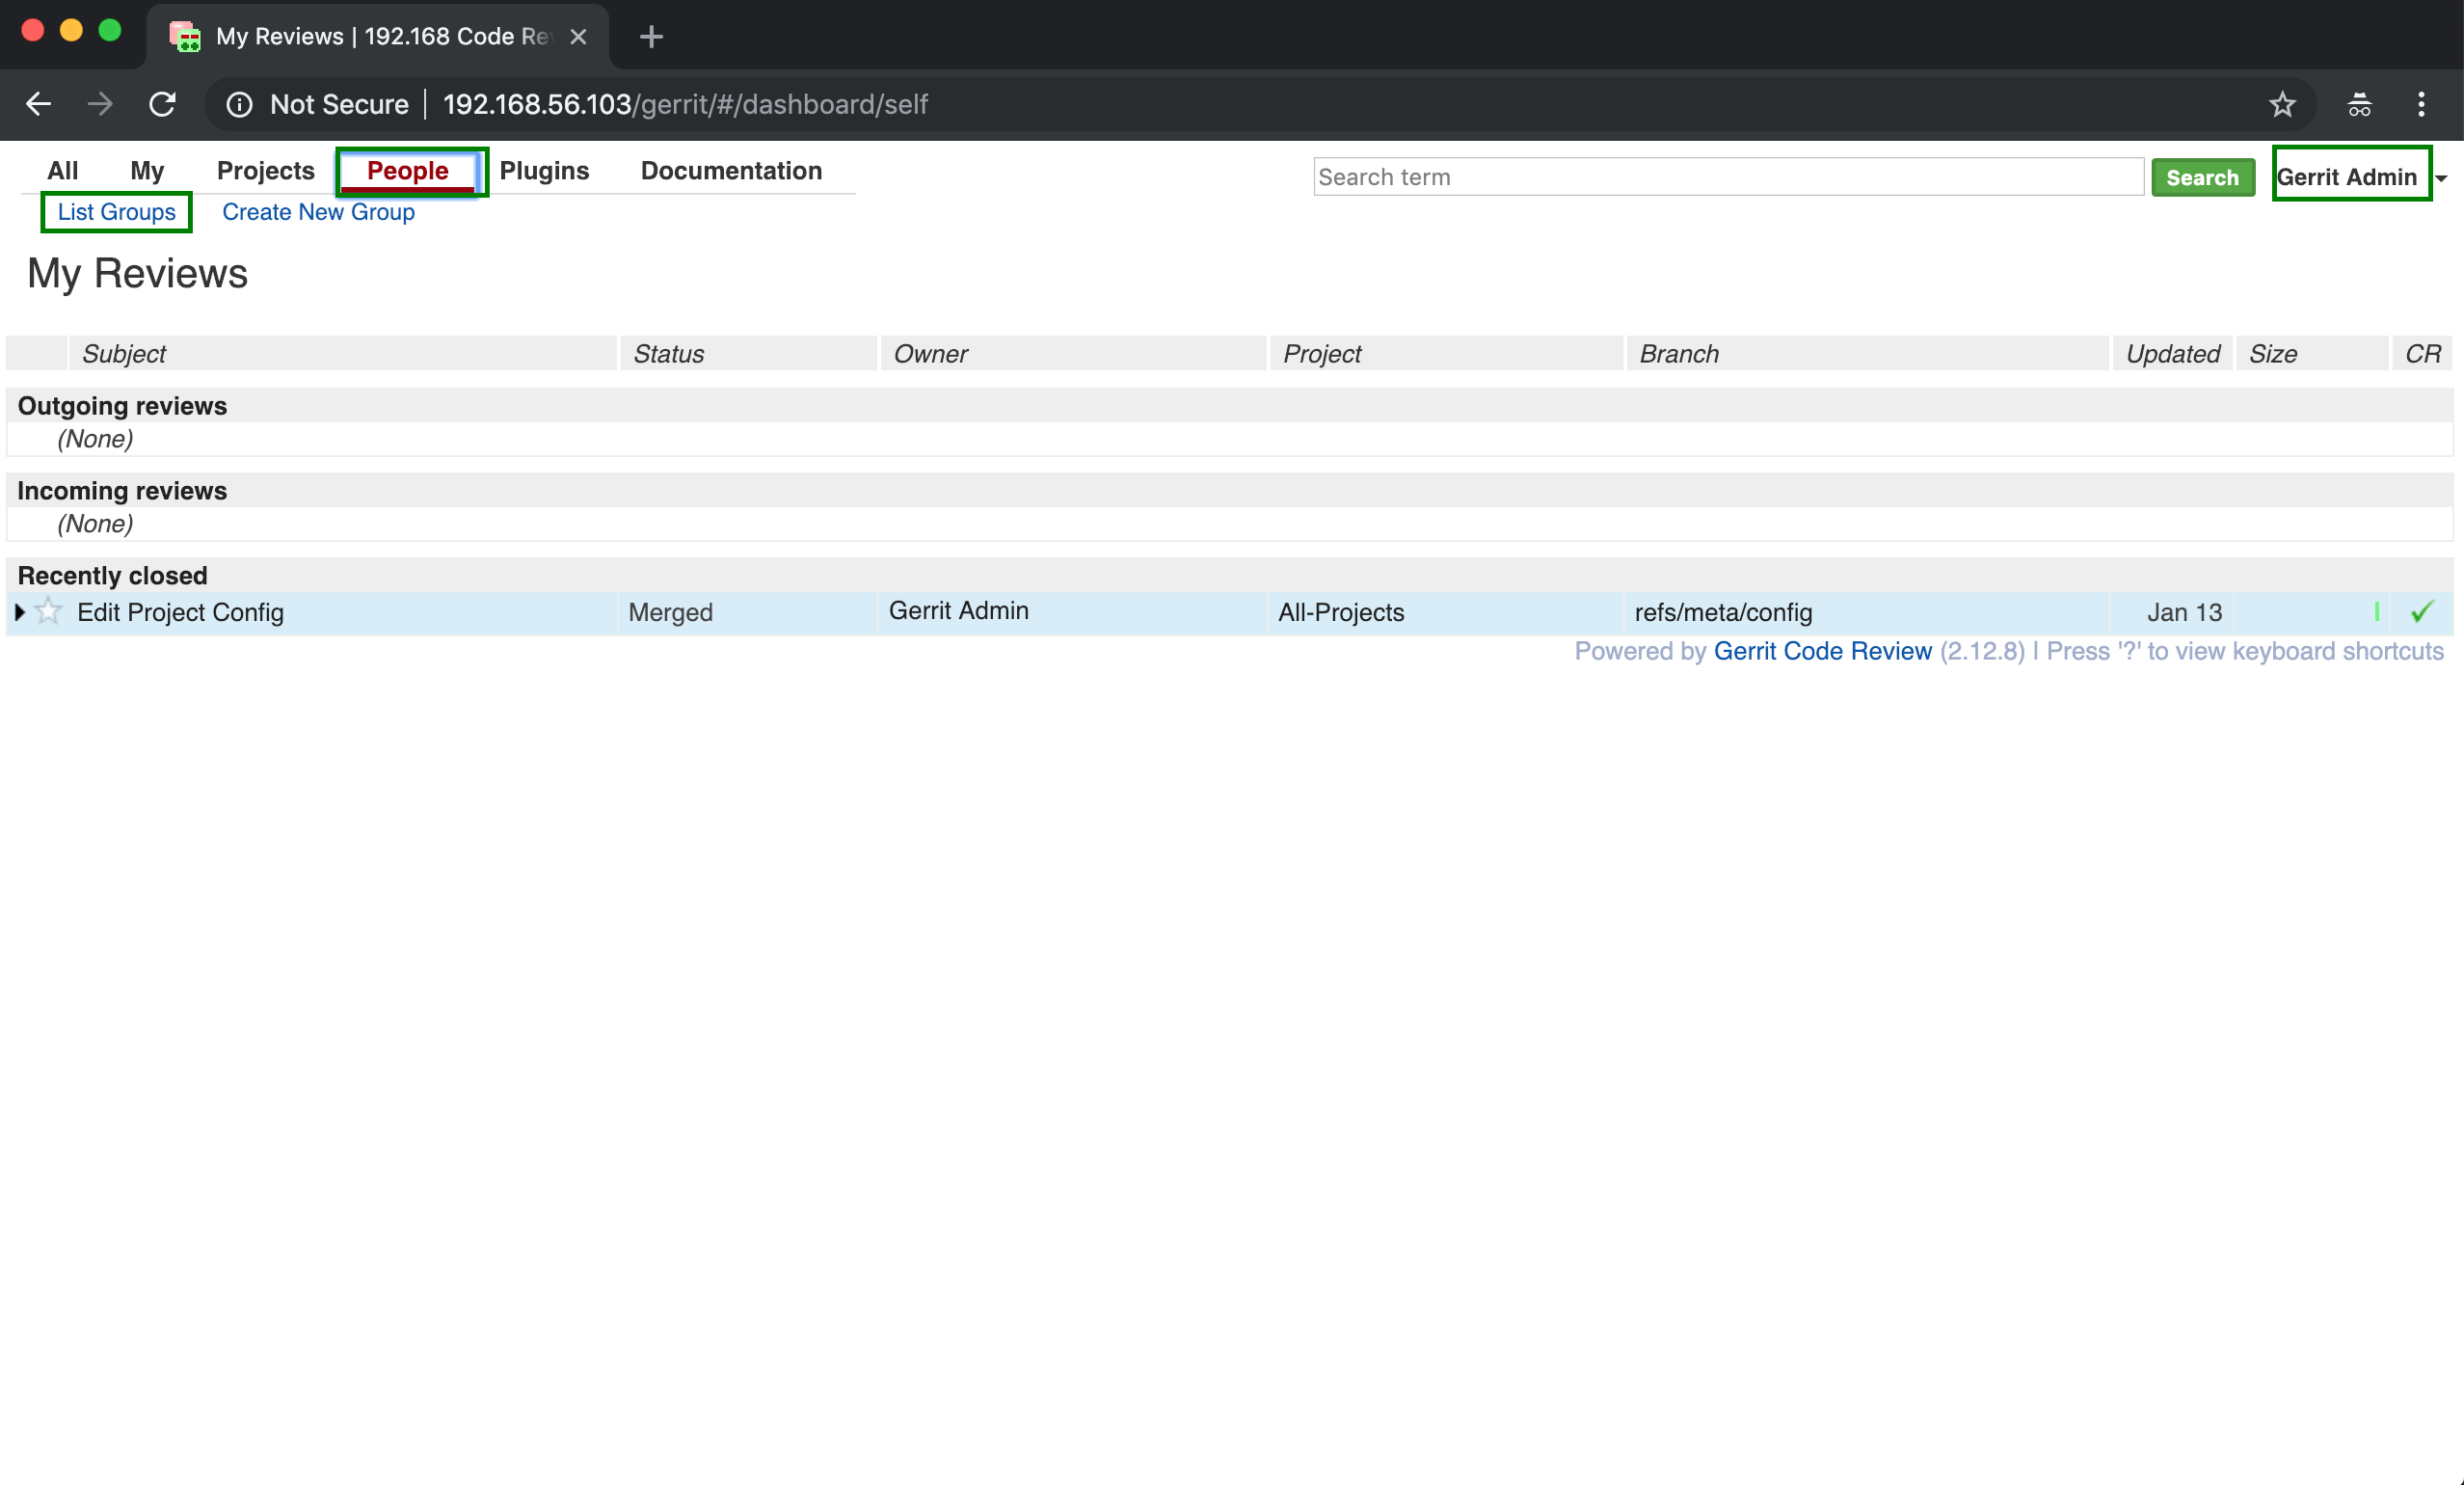 My Reviews | 192.168 Code Re
Not Secure | 192.168.56.103/gerrit/#/dashboard/self
All My Projects People Plugins Documentation Search term Search Gerrit Admin
List Groups Create New Group
My Reviews
Subject Status Owner Project Branch Updated Size CR
Outgoing reviews
(None)
Incoming reviews
(None)
Recently closed
Edit Project Config Merged Gerrit Admin All-Projects refs/meta/config Jan 13
Powered by Gerrit Code Review (2.12.8) | Press '?' to view keyboard shortcuts